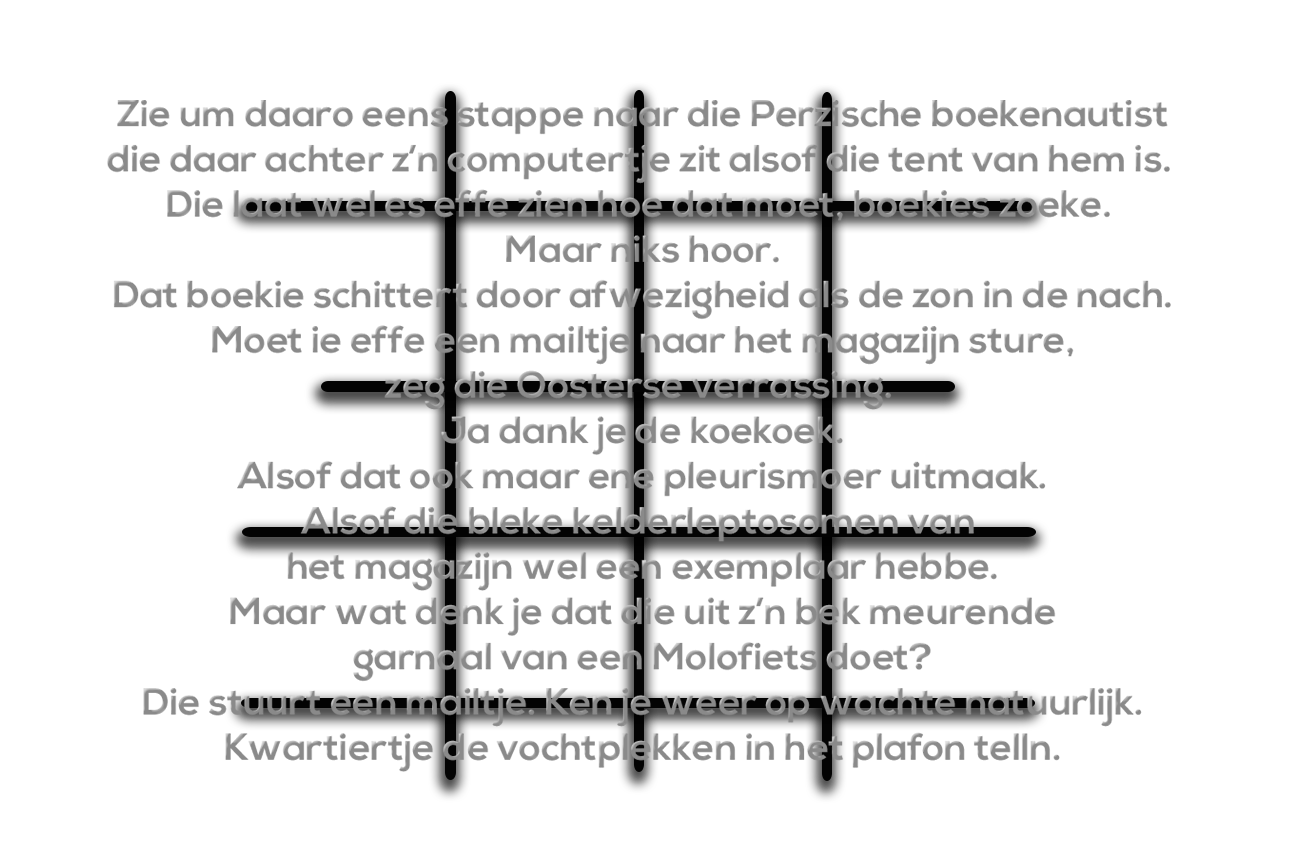 Zie um daaro eens stappe naar die Perzische boekenautist
die daar achter z’n computertje zit alsof die tent van hem is.
Die laat wel es effe zien hoe dat moet, boekies zoeke.
Maar niks hoor.
Dat boekie schittert door afwezigheid als de zon in de nach.
Moet ie effe een mailtje naar het magazijn sture,
zeg die Oosterse verrassing.
Ja dank je de koekoek.
Alsof dat ook maar ene pleurismoer uitmaak.
Alsof die bleke kelderleptosomen van
het magazijn wel een exemplaar hebbe.
Maar wat denk je dat die uit z’n bek meurende
garnaal van een Molofiets doet?
Die stuurt een mailtje. Ken je weer op wachte natuurlijk.
Kwartiertje de vochtplekken in het plafon telln.